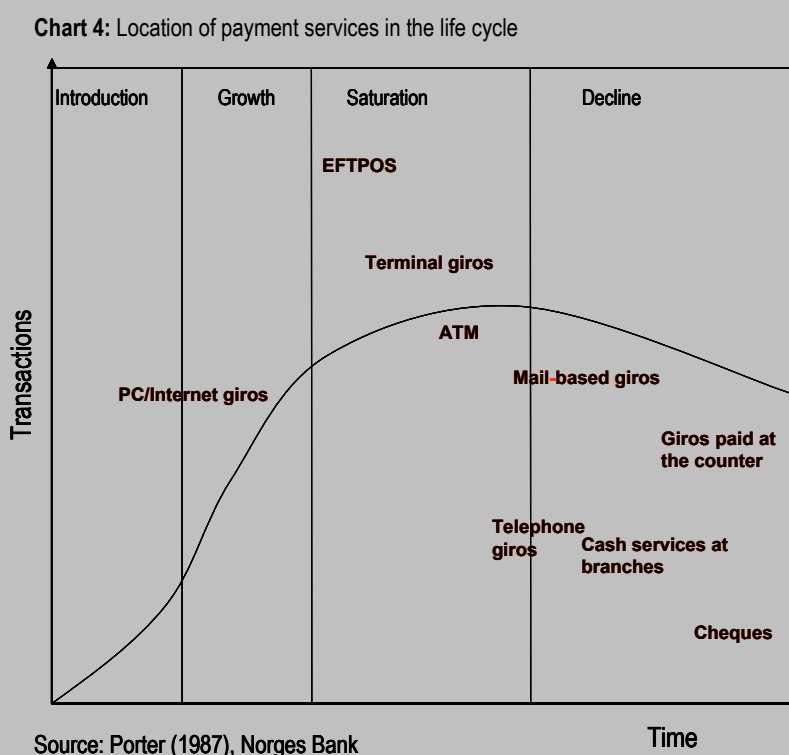 Chart 4: Location of payment services in the life cycle
Introduction Growth Saturation Decline
EFTPOS
Terminal giros
ATM
Mail-based giros
PC/Internet giros
Giros paid at
the counter
Telephone
giros
Cash services at
branches
Cheques
Transactions
Time
Source: Porter (1987), Norges Bank